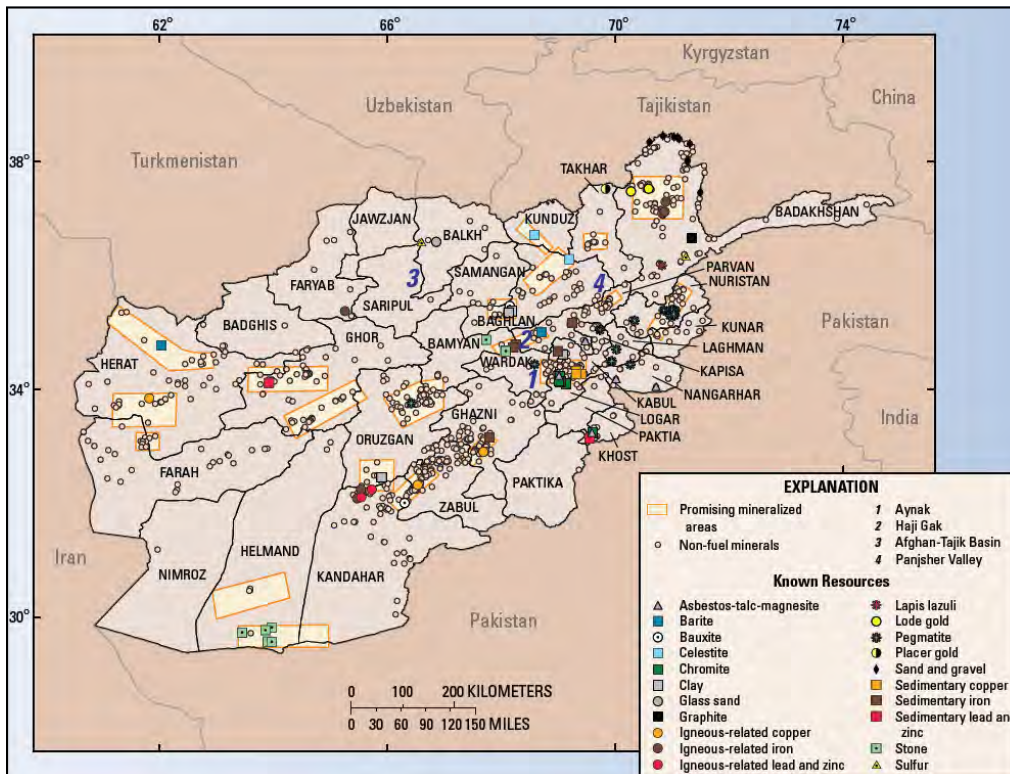 62° 66° 70° 74°
Kyrgyzstan
Uzbekistan
Tajikistan
China
38°
Turkmenistan
TAKHAR
JAWZJAN
KUNDUZ
BADAKHSHAN
BALKH
3
SAMANGAN
4
PARVAN
FARYAB
NURISTAN
SARIPUL
BAGHLAN
BADGHIS
KUNAR
GHOR
BAMYAN
2
Pakistan
HERAT
WARDAK
LAGHMAN
KAPISA
34°
1
NANGARHAR
KABUL
LOGAR
GHAZNI
PAKTIA
India
ORUZGAN
KHOST
FARAH
PAKTIKA
ZABUL
HELMAND
Iran
NIMROZ
KANDAHAR
30°
Pakistan
0 100 200 KILOMETERS
0 30 60 90 120 150 MILES
EXPLANATION
Promising mineralized
areas
Non-fuel minerals
1 Aynak
2 Haji Gak
3 Afghan-Tajik Basin
4 Panjsher Valley
Known Resources
Asbestos-talc-magnesite
Barite
Bauxite
Celestite
Chromite
Clay
Glass sand
Graphite
Igneous-related copper
Igneous-related iron
Igneous-related lead and zinc
Lapis lazuli
Lode gold
Pegmatite
Placer gold
Sand and gravel
Sedimentary copper
Sedimentary iron
Sedimentary lead an
zinc
Stone
Sulfur